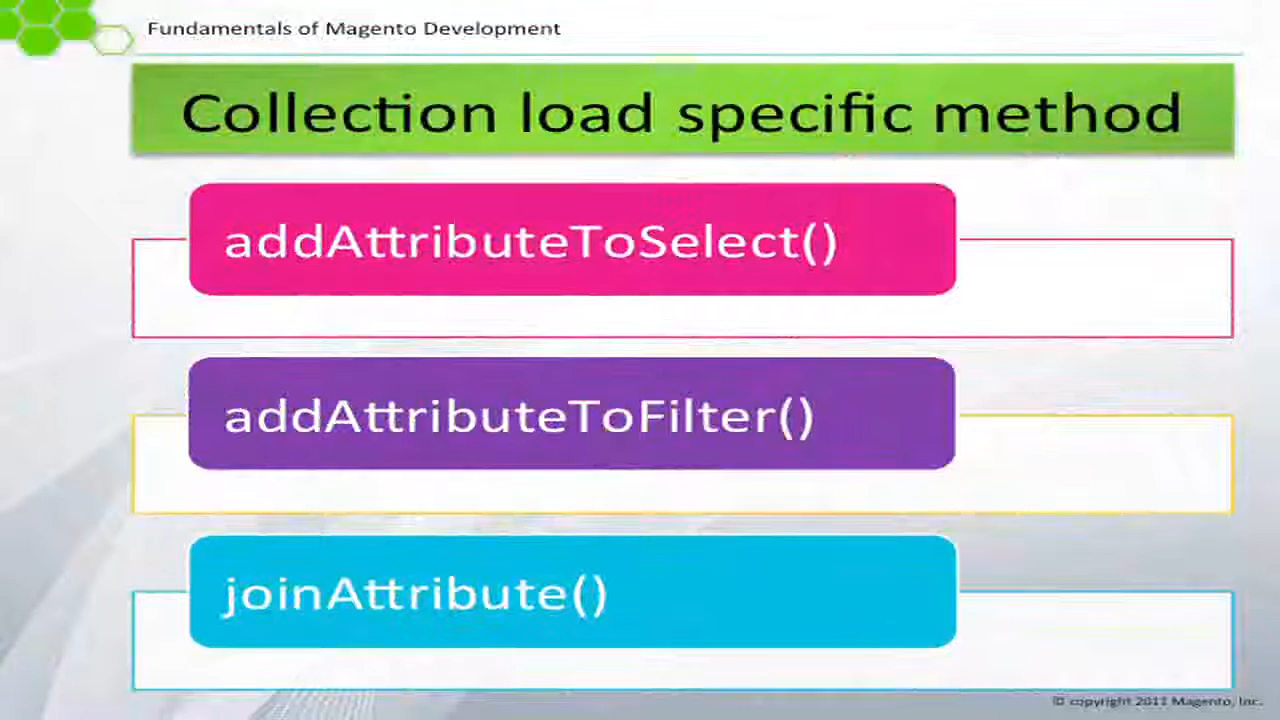 Fundamentals of Magento Development
Collection load specific method
addAttributeToSelect()
addAttributeToFilter()
joinAttribute()
© copyright 2011 Magento, Inc.